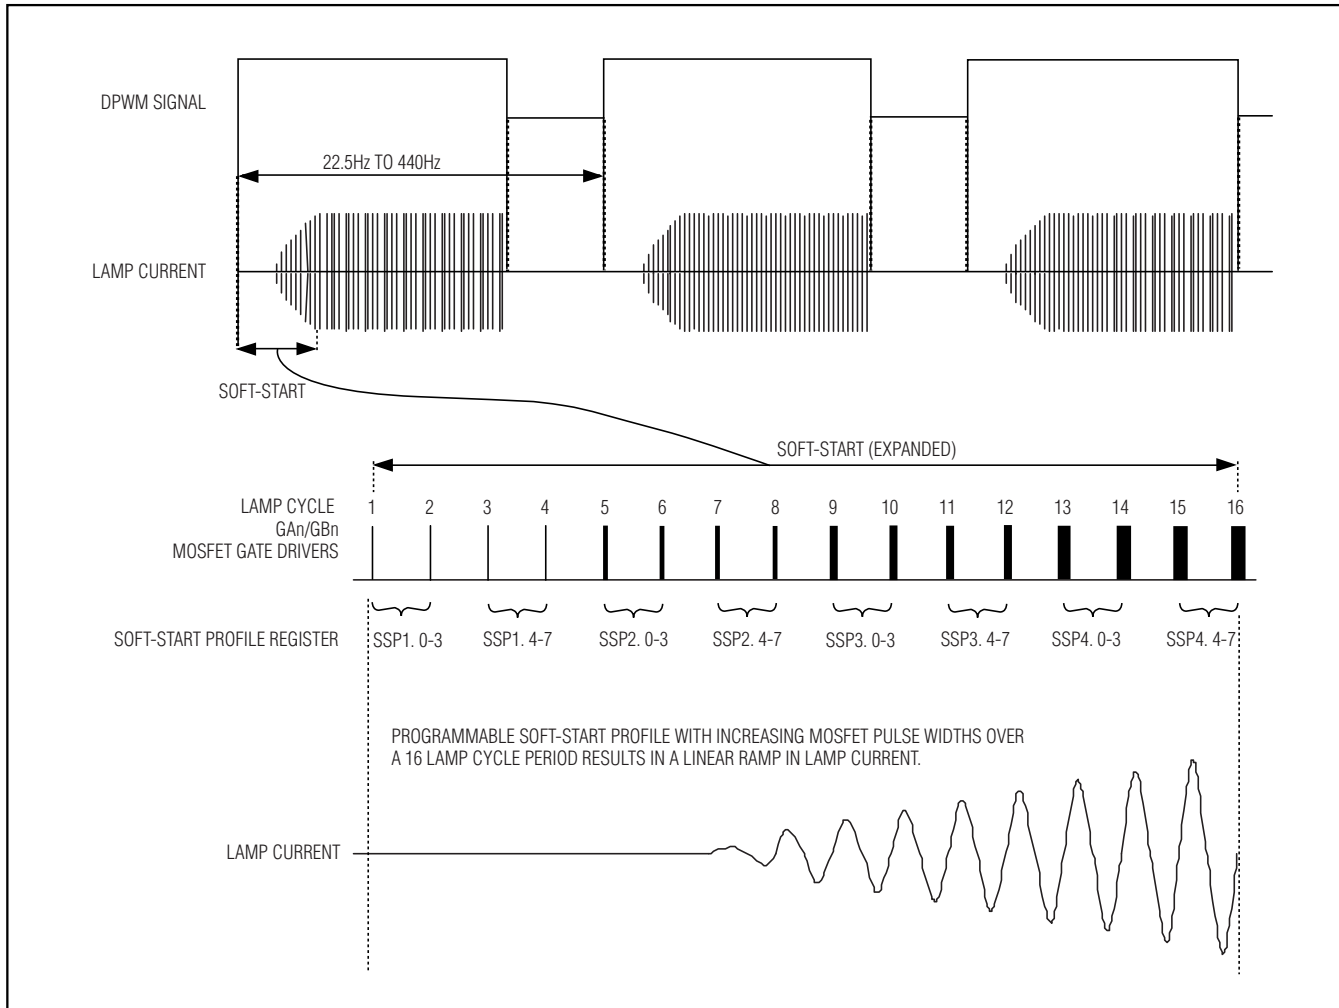 DPWM SIGNAL
22.5Hz TO 440Hz
LAMP CURRENT
SOFT-START
SOFT-START (EXPANDED)
LAMP CYCLE 1 2 3 4 5 6 7 8 9 10 11 12 13 14 15 16
GAn/GBn
MOSFET GATE DRIVERS
SOFT-START PROFILE REGISTER SSP1. 0-3 SSP1. 4-7 SSP2. 0-3 SSP2. 4-7 SSP3. 0-3 SSP3. 4-7 SSP4. 0-3 SSP4. 4-7
PROGRAMMABLE SOFT-START PROFILE WITH INCREASING MOSFET PULSE WIDTHS OVER
A 16 LAMP CYCLE PERIOD RESULTS IN A LINEAR RAMP IN LAMP CURRENT.
LAMP CURRENT